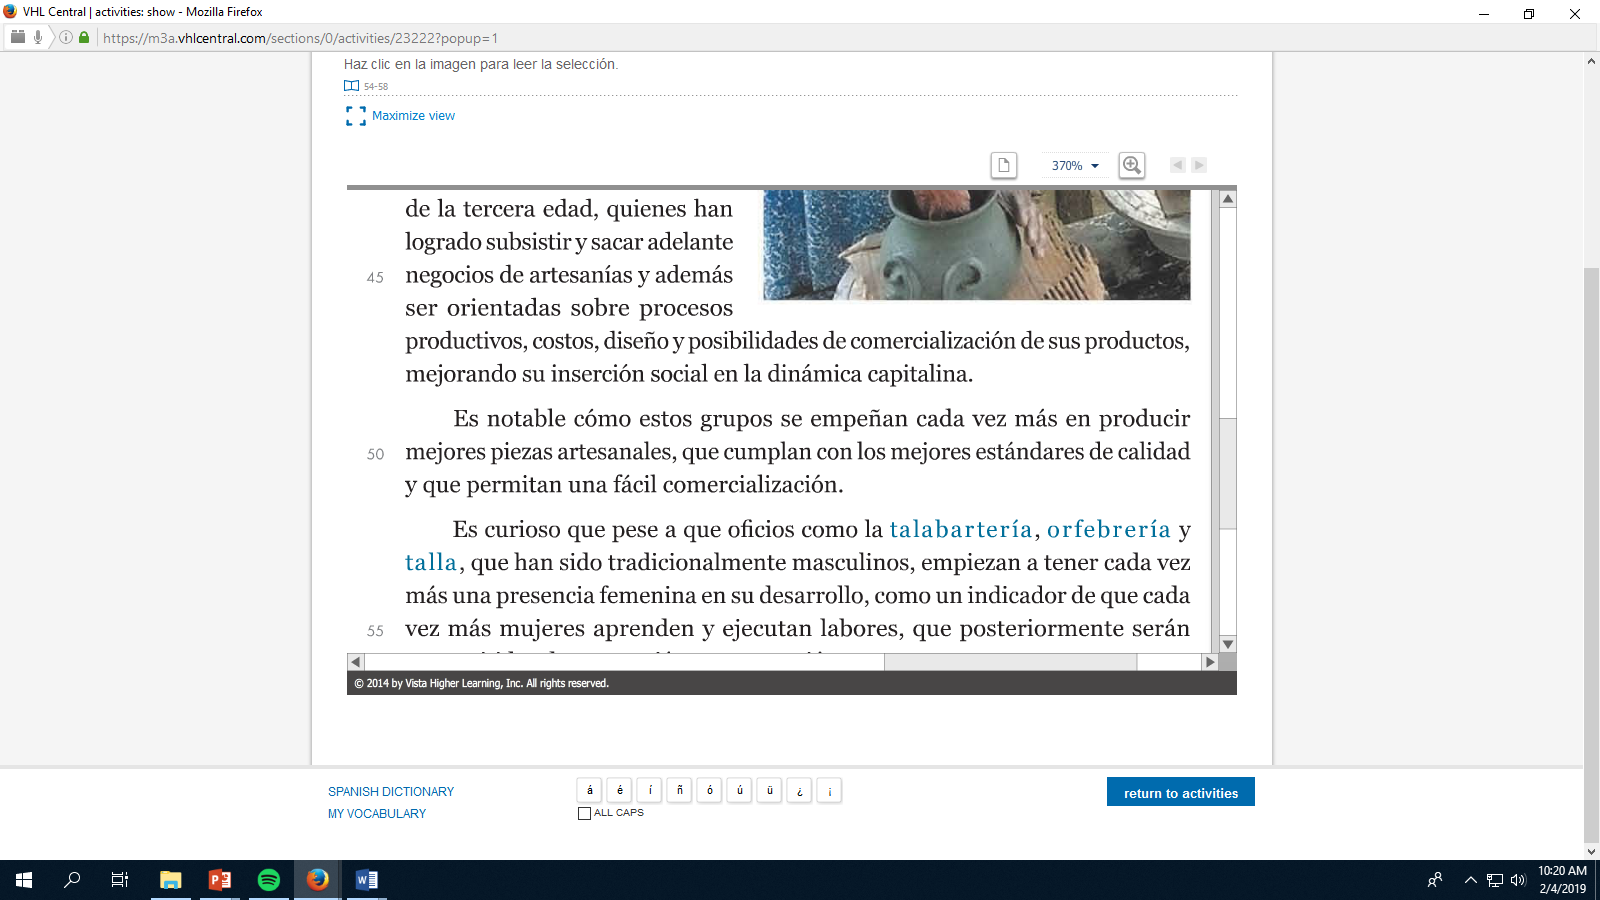 VHL Central | activities: show - Mozilla Firefox
https://m3a.vhlcentral.com/sections/0/activities/23222?popup=1
Haz clic en la imagen para leer la selección.
54-58
Maximize view
370%
de la tercera edad, quienes han
logrado subsistir y sacar adelante
45 negocios de artesanías y además
ser orientadas sobre procesos
productivos, costos, diseño y posibilidades de comercialización de sus productos,
mejorando su inserción social en la dinámica capitalina.
Es notable cómo estos grupos se empeñan cada vez más en producir
50 mejores piezas artesanales, que cumplan con los mejores estándares de calidad
y que permitan una fácil comercialización.
Es curioso que pese a que oficios como la talabartería, orfebrería y
talla, que han sido tradicionalmente masculinos, empiezan a tener cada vez
más una presencia femenina en su desarrollo, como un indicador de que cada
55 vez más mujeres aprenden y ejecutan labores, que posteriormente serán
© 2014 by Vista Higher Learning, Inc. All rights reserved.
SPANISH DICTIONARY
MY VOCABULARY
á é í ñ ó ú ü ¿ ¡
ALL CAPS
return to activities
10:20 AM
2/4/2019